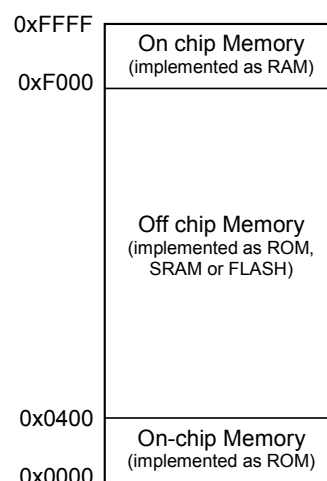 0xFFFF
On chip Memory
(implemented as RAM)
0xF000
Off chip Memory
(implemented as ROM,
SRAM or FLASH)
0x0400
On-chip Memory
(implemented as ROM)
0x0000